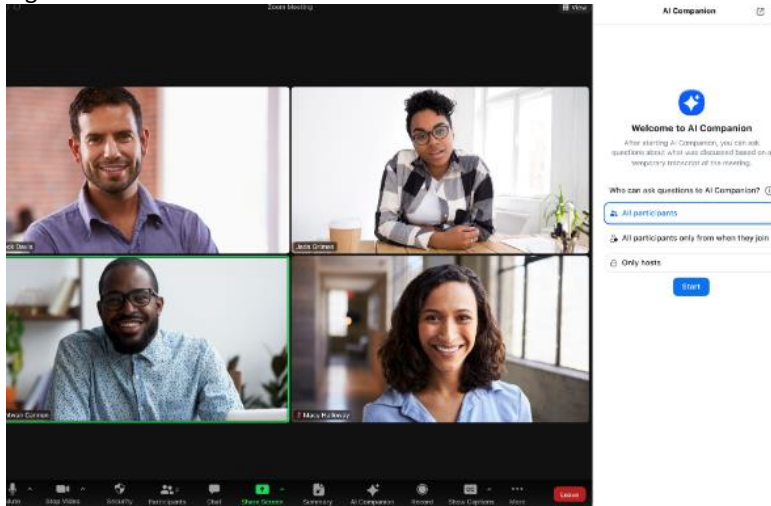 Zoom Meeting
View
Jada Grimes
Macy Holloway
Stop Video
Security
Participants
Chat
Share Screen
Summary
AI Companion
Record
Show Captions
More
Leave
AI Companion
Welcome to AI Companion
After starting AI Companion, you can ask
questions about what was discussed based on a
temporary transcript of the meeting.
Who can ask questions to AI Companion?
All participants
All participants only from when they join
Only hosts
Start